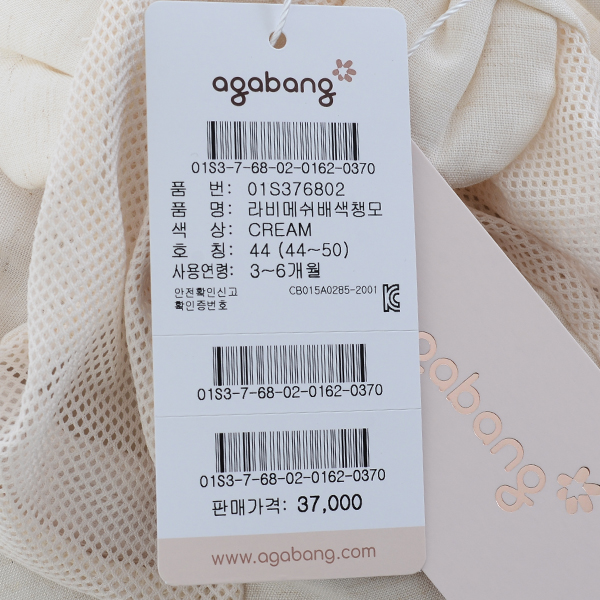 agabang
01S3-7-68-02-0162-0370
품 번: 01S376802
품 명: 라비메쉬배색챙모
색 상: CREAM
호 칭: 44 (44~50)
사용연령: 3~6개월
안전확인신고 CB015A0285-2001
확인증번호
01S3-7-68-02-0162-0370
01S3-7-68-02-0162-0370
판매가격: 37,000
www.agabang.com
agabang